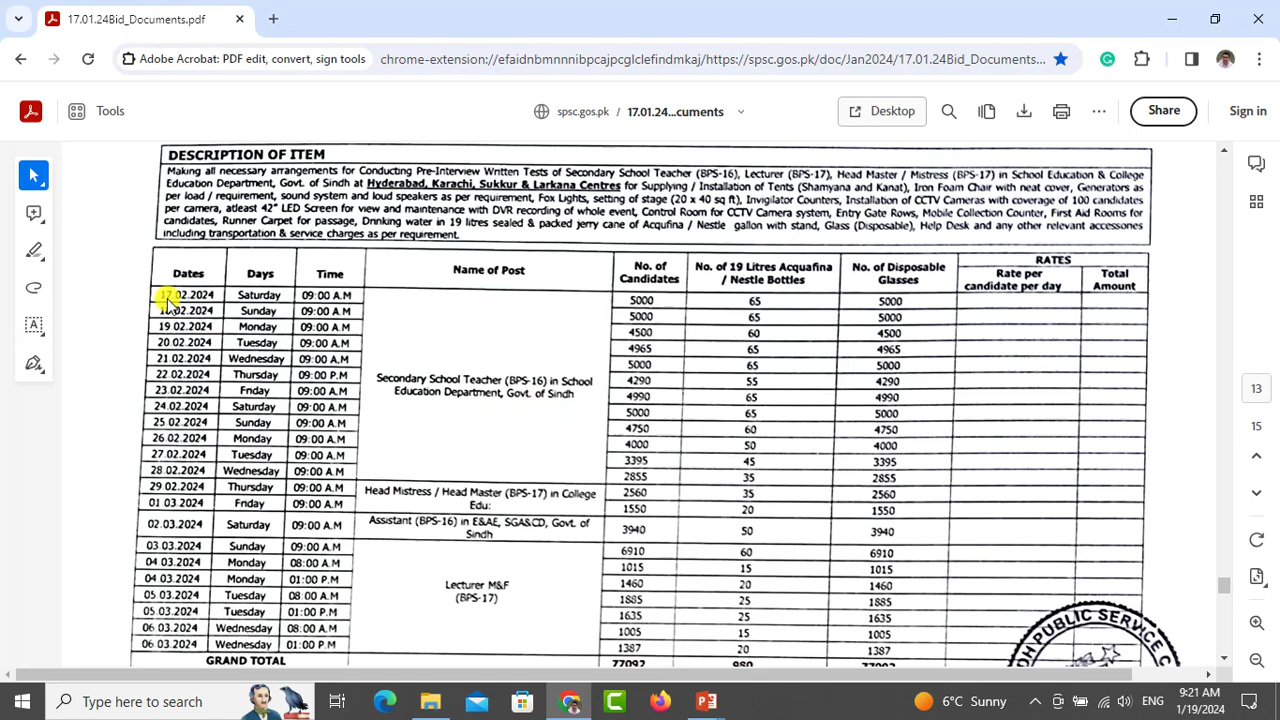 17.01.24Bid_Documents.pdf
Adobe Acrobat: PDF edit, convert, sign tools
chrome-extension://efaidnbmnnnibpcajpcglclefindmkaj/https://spsc.gos.pk/doc/Jan2024/17.01.24Bid_Documents...
Tools
spsc.gos.pk
17.01.24...cuments
Desktop
Share
Sign in
DESCRIPTION OF ITEM
Making all necessary arrangements for Conducting Pre-Interview Written Tests of Secondary School Teacher (BPS-16), Lecturer (BPS-17), Head Master / Mistress (BPS-17) in School Education & College
Education Department, Govt. of Sindh at Hyderabad, Karachi, Sukkur & Larkana Centres for Supplying / Installation of Tents (Shamyana and Kanat), Iron Foam Chair with neat cover, Generators as
per load / requirement, sound system and loud speakers as per requirement, Fox Lights, setting of stage (20 x 40 sq ft), Invigilator Counters, Installation of CCTV Cameras with coverage of 100 candidates
per camera, atleast 42" LED Screen for view and maintenance with DVR recording of whole event, Control Room for CCTV Camera system, Entry Gate Rows, Mobile Collection Counter, First Aid Rooms for
candidates, Runner Carpet for passage, Drinking water in 19 litres sealed & packed jerry cane of Acqufina / Nestle gallon with stand, Glass (Disposable), Help Desk and any other relevant accessories
including transportation & service charges as per requirement.
Dates Days Time Name of Post No. of Candidates No. of 19 Litres Acquafina / Nestle Bottles No. of Disposable Glasses RATES Rate per candidate per day Total Amount
17.02.2024 Saturday 09:00 A.M 5000 65 5000
18.02.2024 Sunday 09:00 A.M 5000 65 5000
19 02.2024 Monday 09:00 A.M 4500 60 4500
20.02.2024 Tuesday 09:00 A.M 4965 65 4965
21.02.2024 Wednesday 09:00 A.M 5000 65 5000
22.02.2024 Thursday 09:00 P.M 4290 55 4290
Secondary School Teacher (BPS-16) in School
Education Department, Govt. of Sindh
23.02.2024 Friday 09:00 A.M 4990 65 4990
24.02.2024 Saturday 09:00 A.M 5000 65 5000
25 02.2024 Sunday 09:00 A.M 4750 60 4750
26 02.2024 Monday 09:00 A.M 4000 50 4000
27.02.2024 Tuesday 09:00 A.M 3395 45 3395
28 02.2024 Wednesday 09:00 A.M 2855 35 2855
29.02.2024 Thursday 09:00 A.M 2560 35 2560
Head Mistress / Head Master (BPS-17) in College
Edu:
01 03.2024 Friday 09:00 A.M 1550 20 1550
02.03.2024 Saturday 09:00 A.M Assistant (BPS-16) in E&AE, SGA&CD, Govt. of
Sindh
3940 50 3940
03 03.2024 Sunday 09:00 A.M 6910 60 6910
04 03.2024 Monday 08:00 A.M 1015 15 1015
04 03.2024 Monday 01:00 P.M 1460 20 1460
Lecturer M&F
(BPS-17)
05 03.2024 Tuesday 08:00 A.M 1885 25 1885
05.03.2024 Tuesday 01:00 P.M 1635 25 1635
06 03.2024 Wednesday 08:00 A.M 1005 15 1005
06 03.2024 Wednesday 01:00 P.M 1387 20 1387
GRAND TOTAL 77092 980 77092
PUBLIC SERVICE
13
15
Type here to search
6°C Sunny
ENG
9:21 AM
1/19/2024